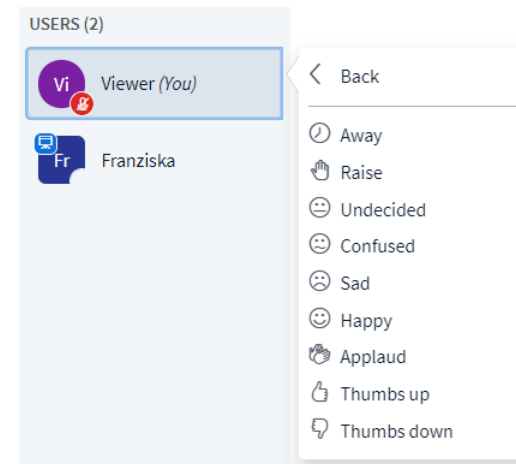 USERS (2)
Vi
Viewer (You)
Fr
Franziska
Back
Away
Raise
Undecided
Confused
Sad
Happy
Applaud
Thumbs up
Thumbs down